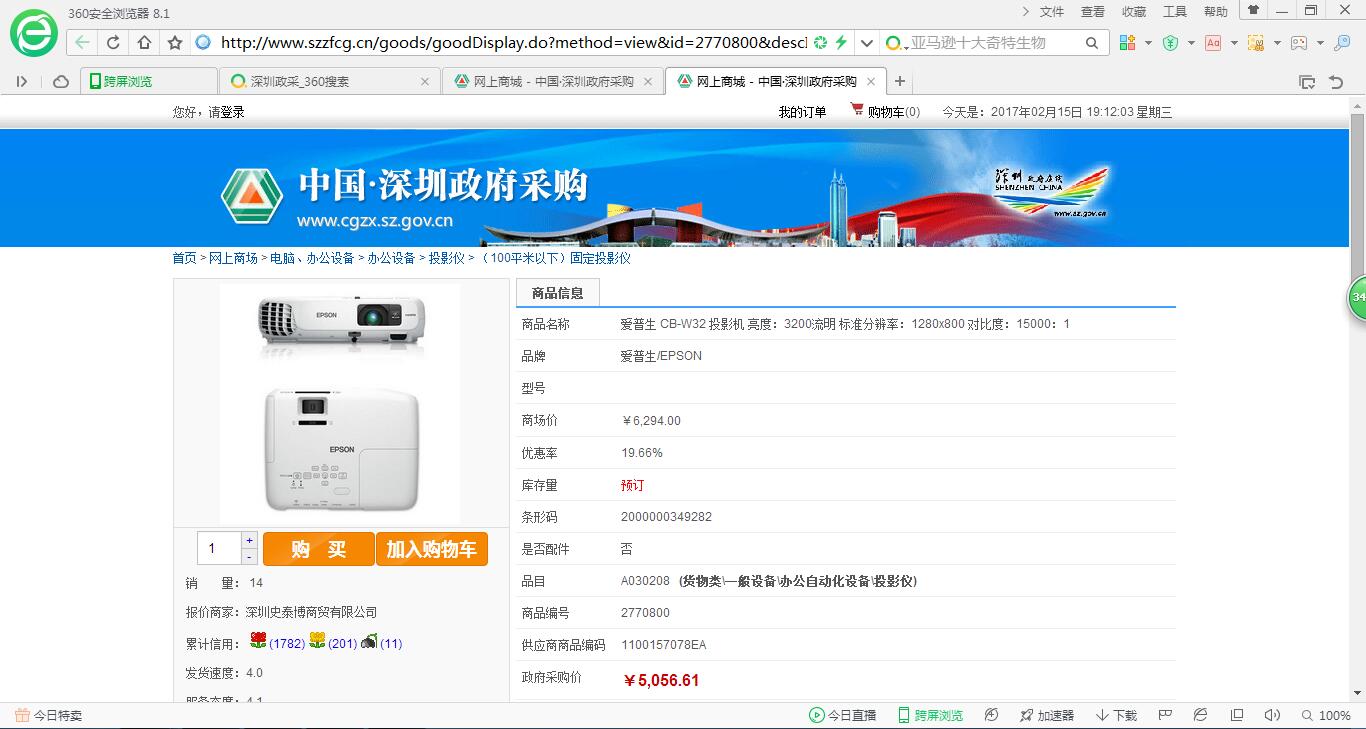 360安全浏览器 8.1
文件 查看 收藏 工具 帮助
http://www.szzfcg.cn/goods/goodDisplay.do?method=view&id=2770800&descl
亚马逊十大奇特生物
跨屏浏览
深圳政采_360搜索
网上商城 - 中国·深圳政府采购
网上商城 - 中国·深圳政府采购
您好，请登录
我的订单 购物车(0) 今天是：2017年02月15日 19:12:03 星期三
中国·深圳政府采购
www.cgzx.sz.gov.cn
深圳政府在线
SHENZHEN CHINA
www.sz.gov.cn
首页 > 网上商场 > 电脑、办公设备 > 办公设备 > 投影仪 > （100平米以下）固定投影仪
34
EPSON
EPSON
1
+
-
购 买
加入购物车
销 量： 14
报价商家：深圳史泰博商贸有限公司
累计信用： (1782) (201) (11)
发货速度：4.0
服务态度：4.1
商品信息
商品名称 爱普生 CB-W32 投影机 亮度：3200流明 标准分辨率：1280x800 对比度：15000：1
品牌 爱普生/EPSON
型号
商场价 ￥6,294.00
优惠率 19.66%
库存量 预订
条形码 2000000349282
是否配件 否
品目 A030208 (货物类\一般设备\办公自动化设备\投影仪)
商品编号 2770800
供应商商品编码 1100157078EA
政府采购价 ￥5,056.61
今日特卖
今日直播 跨屏浏览 加速器 下载 100%